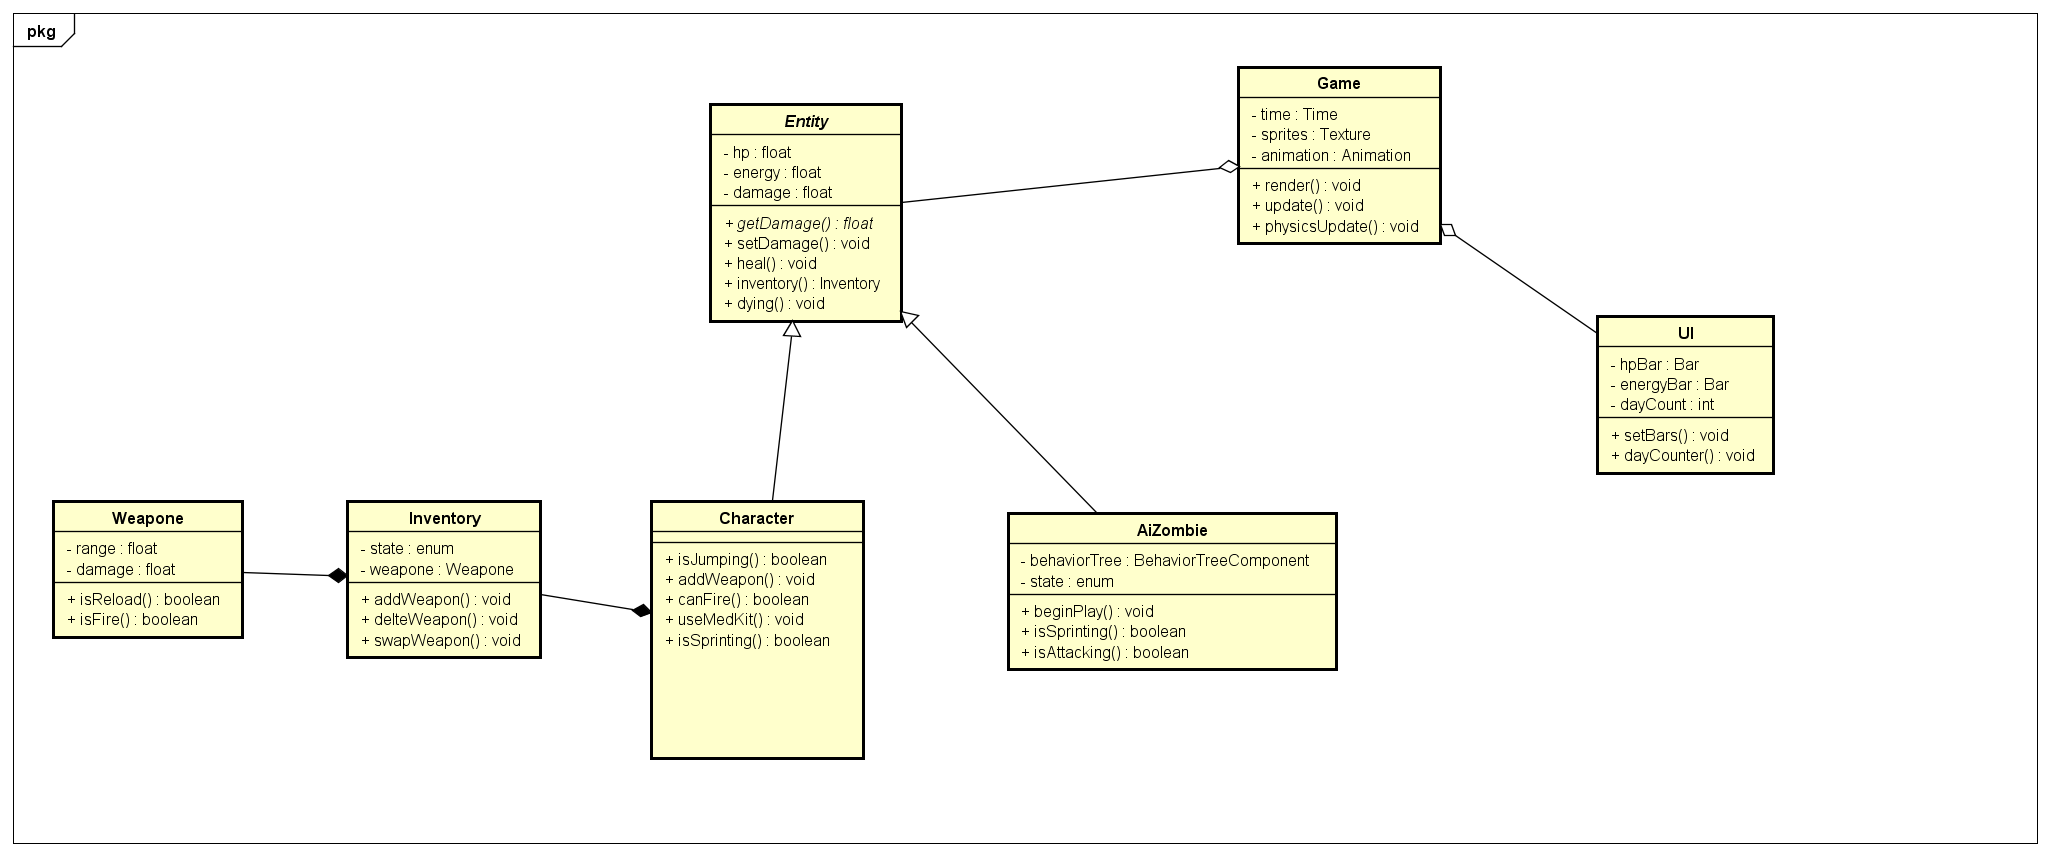 pkg
Entity
- hp : float
- energy : float
- damage : float
+ getDamage() : float
+ setDamage() : void
+ heal() : void
+ inventory() : Inventory
+ dying() : void
Game
- time : Time
- sprites : Texture
- animation : Animation
+ render() : void
+ update() : void
+ physicsUpdate() : void
UI
- hpBar : Bar
- energyBar : Bar
- dayCount : int
+ setBars() : void
+ dayCounter() : void
Weapone
- range : float
- damage : float
+ isReload() : boolean
+ isFire() : boolean
Inventory
- state : enum
- weapone : Weapone
+ addWeapon() : void
+ delteWeapon() : void
+ swapWeapon() : void
Character
+ isJumping() : boolean
+ addWeapon() : void
+ canFire() : boolean
+ useMedKit() : void
+ isSprinting() : boolean
AiZombie
- behaviorTree : BehaviorTreeComponent
- state : enum
+ beginPlay() : void
+ isSprinting() : boolean
+ isAttacking() : boolean